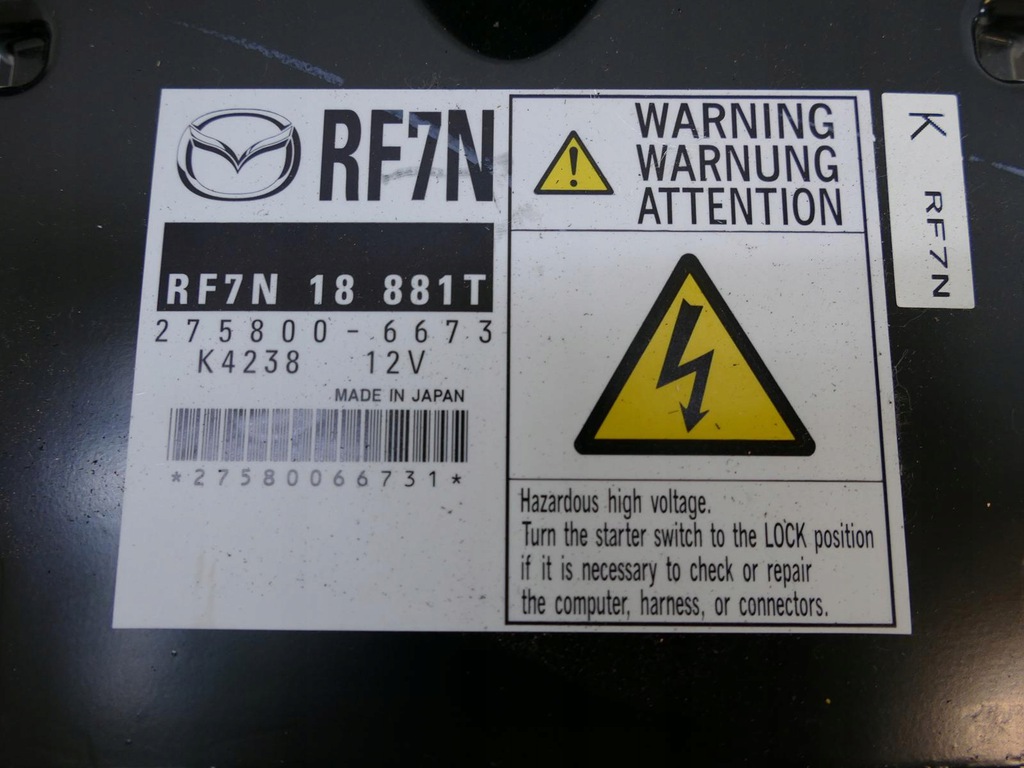 RF7N
RF7N 18 881T
275800-6673
K4238 12V
MADE IN JAPAN
*27580066731*
WARNING
WARNUNG
ATTENTION
Hazardous high voltage.
Turn the starter switch to the LOCK position
if it is necessary to check or repair
the computer, harness, or connectors.
K RF7N